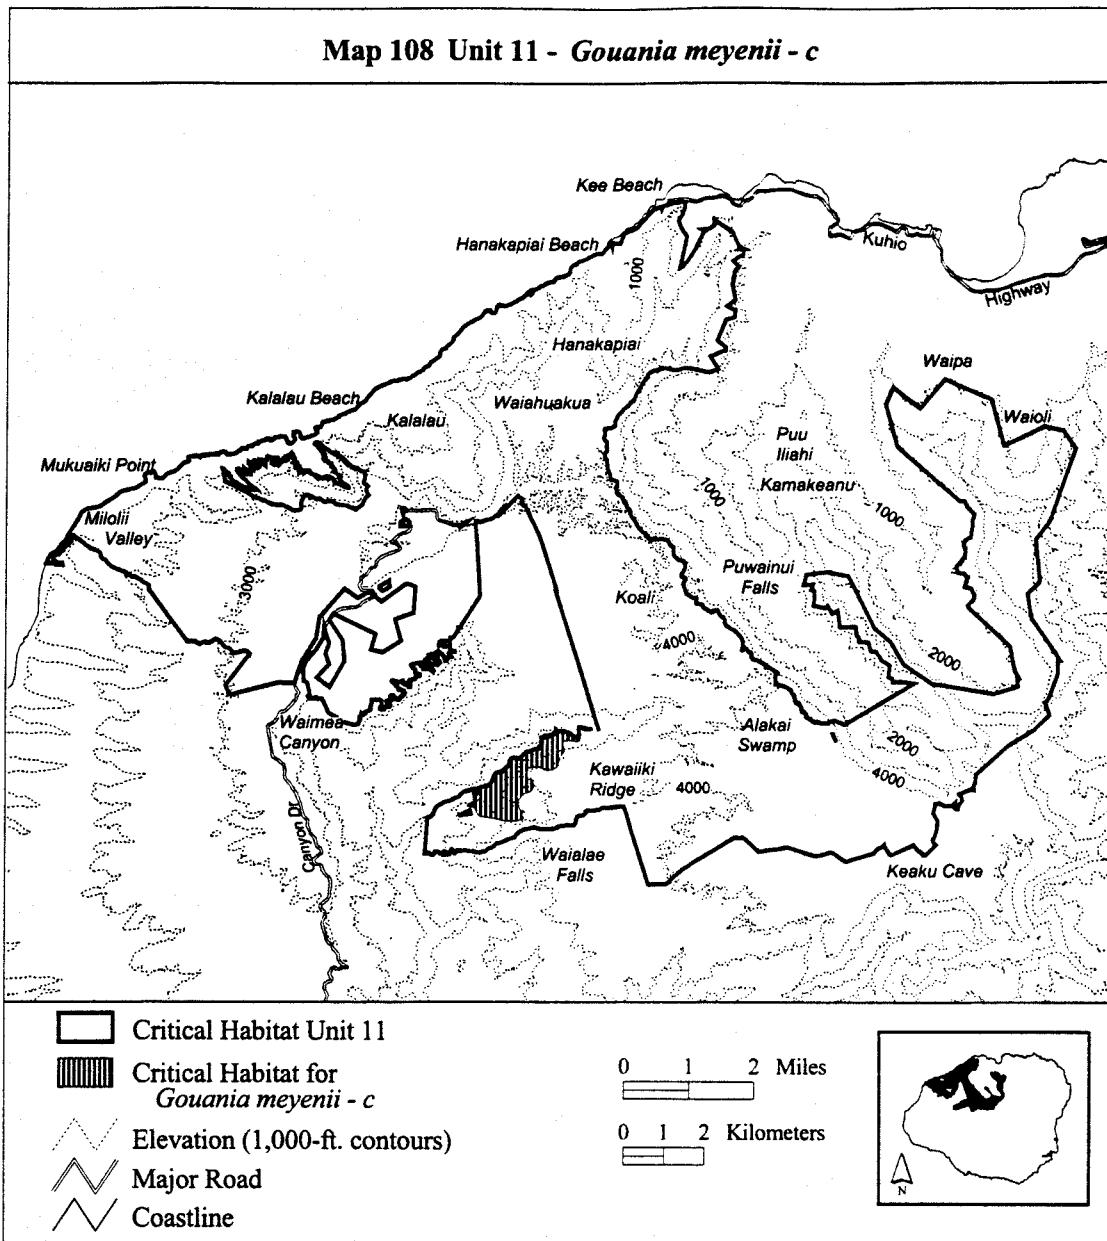 Map 108 Unit 11 - Gouania meyenii - c
Kee Beach
Hanakapiai Beach
Kuhio
Highway
1000
Hanakapiai
Waipa
Kalalau Beach
Waiahuakua
Kalalau
Waioli
Puu
Iliahi
Mukuaiki Point
Kamakeanu
1000
1000
Milolii
Valley
Puwainui
Falls
3000
Koali
4000
2000
Waimea
Canyon
Alakai
Swamp
2000
Kawaiiki
Ridge
4000
4000
Canyon Dr
Waialae
Falls
Keaku Cave
Critical Habitat Unit 11
Critical Habitat for
Gouania meyenii - c
Elevation (1,000-ft. contours)
Major Road
Coastline
0 1 2 Miles
0 1 2 Kilometers
N